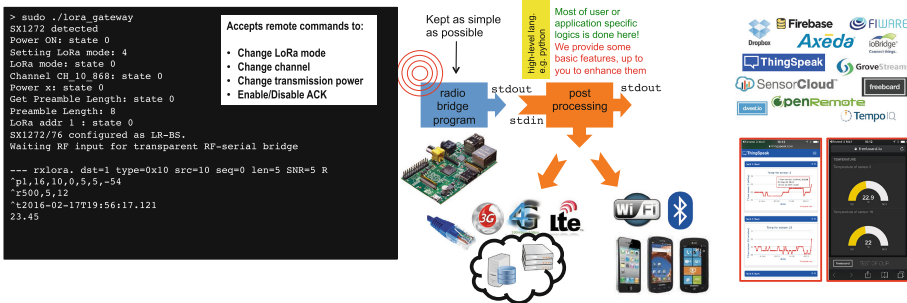 > sudo ./lora_gateway
SX1272 detected
Power ON: state 0
Setting LoRa mode: 4
LoRa mode: state 0
Channel CH_10_868: state 0
Power x: state 0
Get Preamble Length: state 0
Preamble Length: 8
LoRa addr 1 : state 0
SX1272/76 configured as LR-BS.
Waiting RF input for transparent RF-serial bridge
--- rxlora. dst=1 type=0x10 src=10 seq=0 len=5 SNR=5 R
^p1,16,10,0,5,5,-54
^r500,5,12
^t2016-02-17T19:56:17.121
23.45
Accepts remote commands to:
• Change LoRa mode
• Change channel
• Change transmission power
• Enable/Disable ACK
Kept as simple
as possible
high-level lang.
e.g. python
Most of user or
application specific
logics is done here!
We provide some
basic features, up to
you to enhance them
radio
bridge
program
stdout
stdin
post
processing
stdout
3G
4G
Lte
WiFi
Dropbox
Firebase
FIWARE
Axeda
ioBridge
Connect things.
ThingSpeak
GroveStreams
SensorCloud
freeboard
dweet.io
OpenRemote
TempoIQ
ThingSpeak
freeboard.io
TEMPERATURE
22.9
22
freeboard